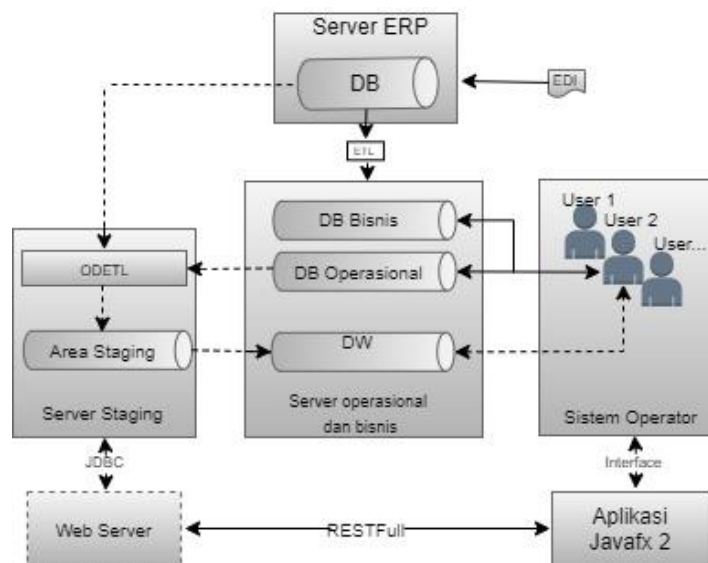 Server ERP
DB
EDI
ETL
DB Bisnis
DB Operasional
DW
Server operasional
dan bisnis
ODETL
Area Staging
Server Staging
User 1
User 2
User...
Sistem Operator
JDBC
Interface
Web Server
RESTFull
Aplikasi
Javafx 2